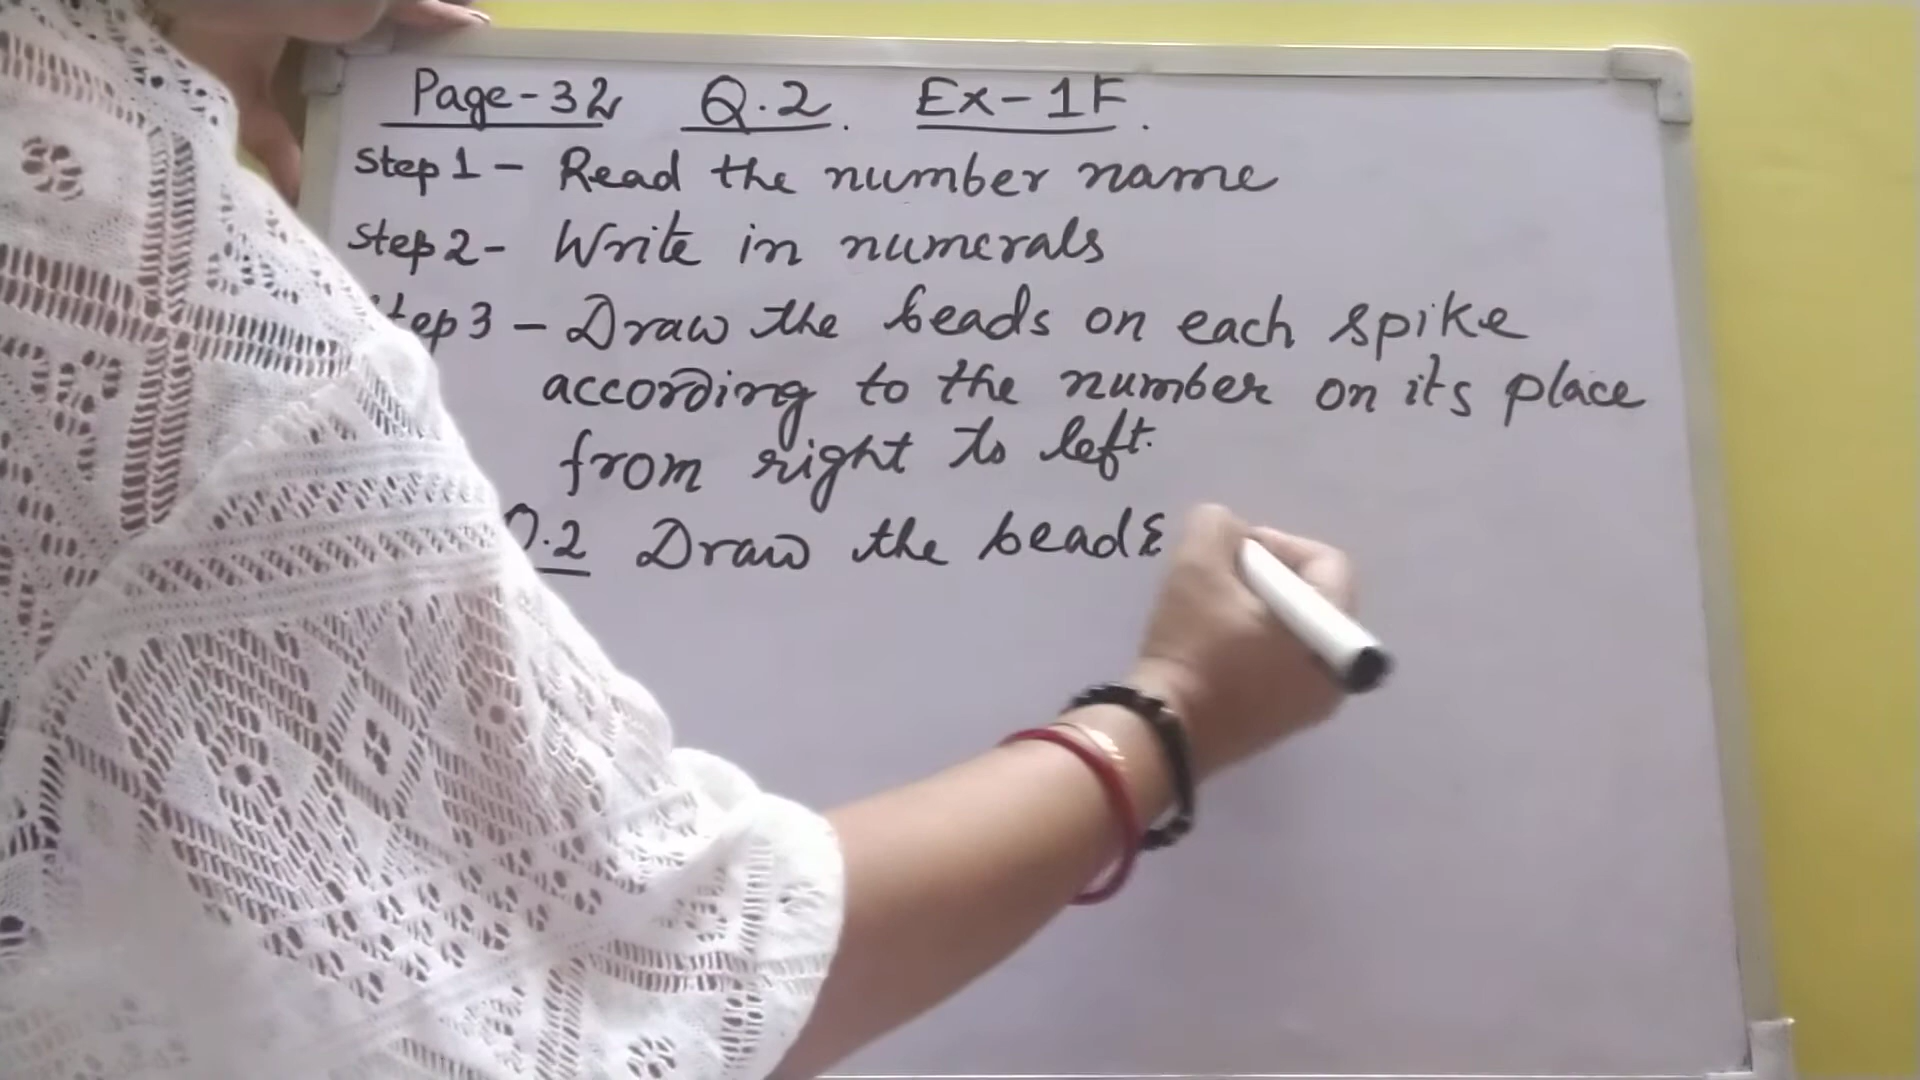 Page-32 Q.2. Ex-1F.
Step 1 - Read the number name
Step 2 - Write in numerals
Step 3 - Draw the beads on each spike
according to the number on its place
from right to left.
Q.2 Draw the beads